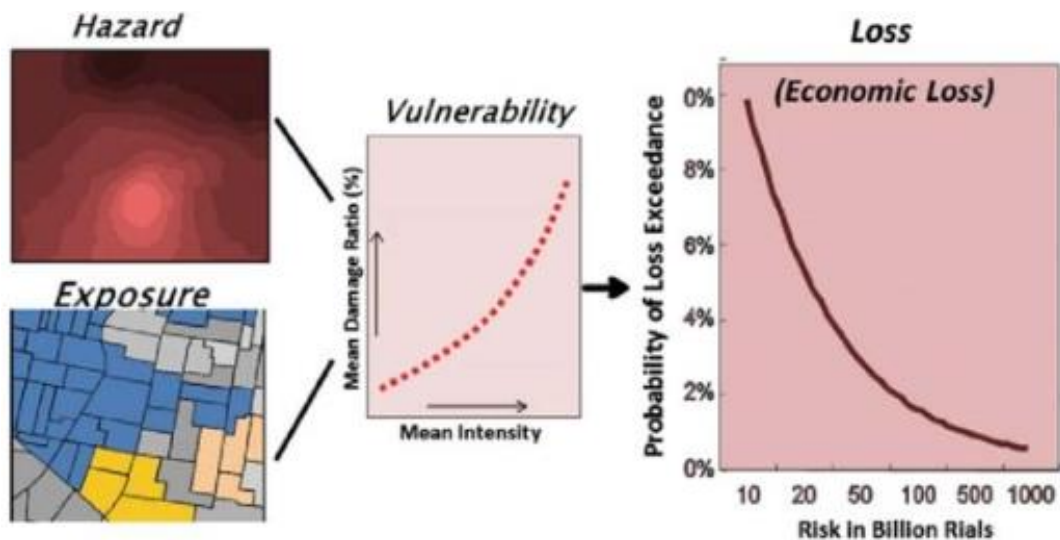 Hazard
Exposure
Vulnerability
Mean Damage Ratio (%)
Mean Intensity
Loss
(Economic Loss)
Probability of Loss Exceedance
0%
8%
6%
4%
2%
0%
10 20 50 100 500 1000
Risk in Billion Rials